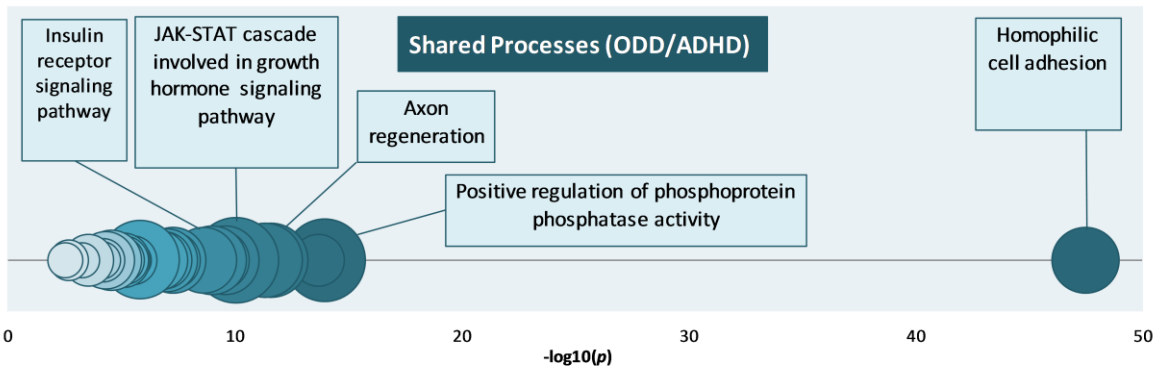 Insulin
receptor
signaling
pathway
JAK-STAT cascade
involved in growth
hormone signaling
pathway
Shared Processes (ODD/ADHD)
Axon
regeneration
Positive regulation of phosphoprotein
phosphatase activity
Homophilic
cell adhesion
0 10 20 30 40 50
-log10(p)